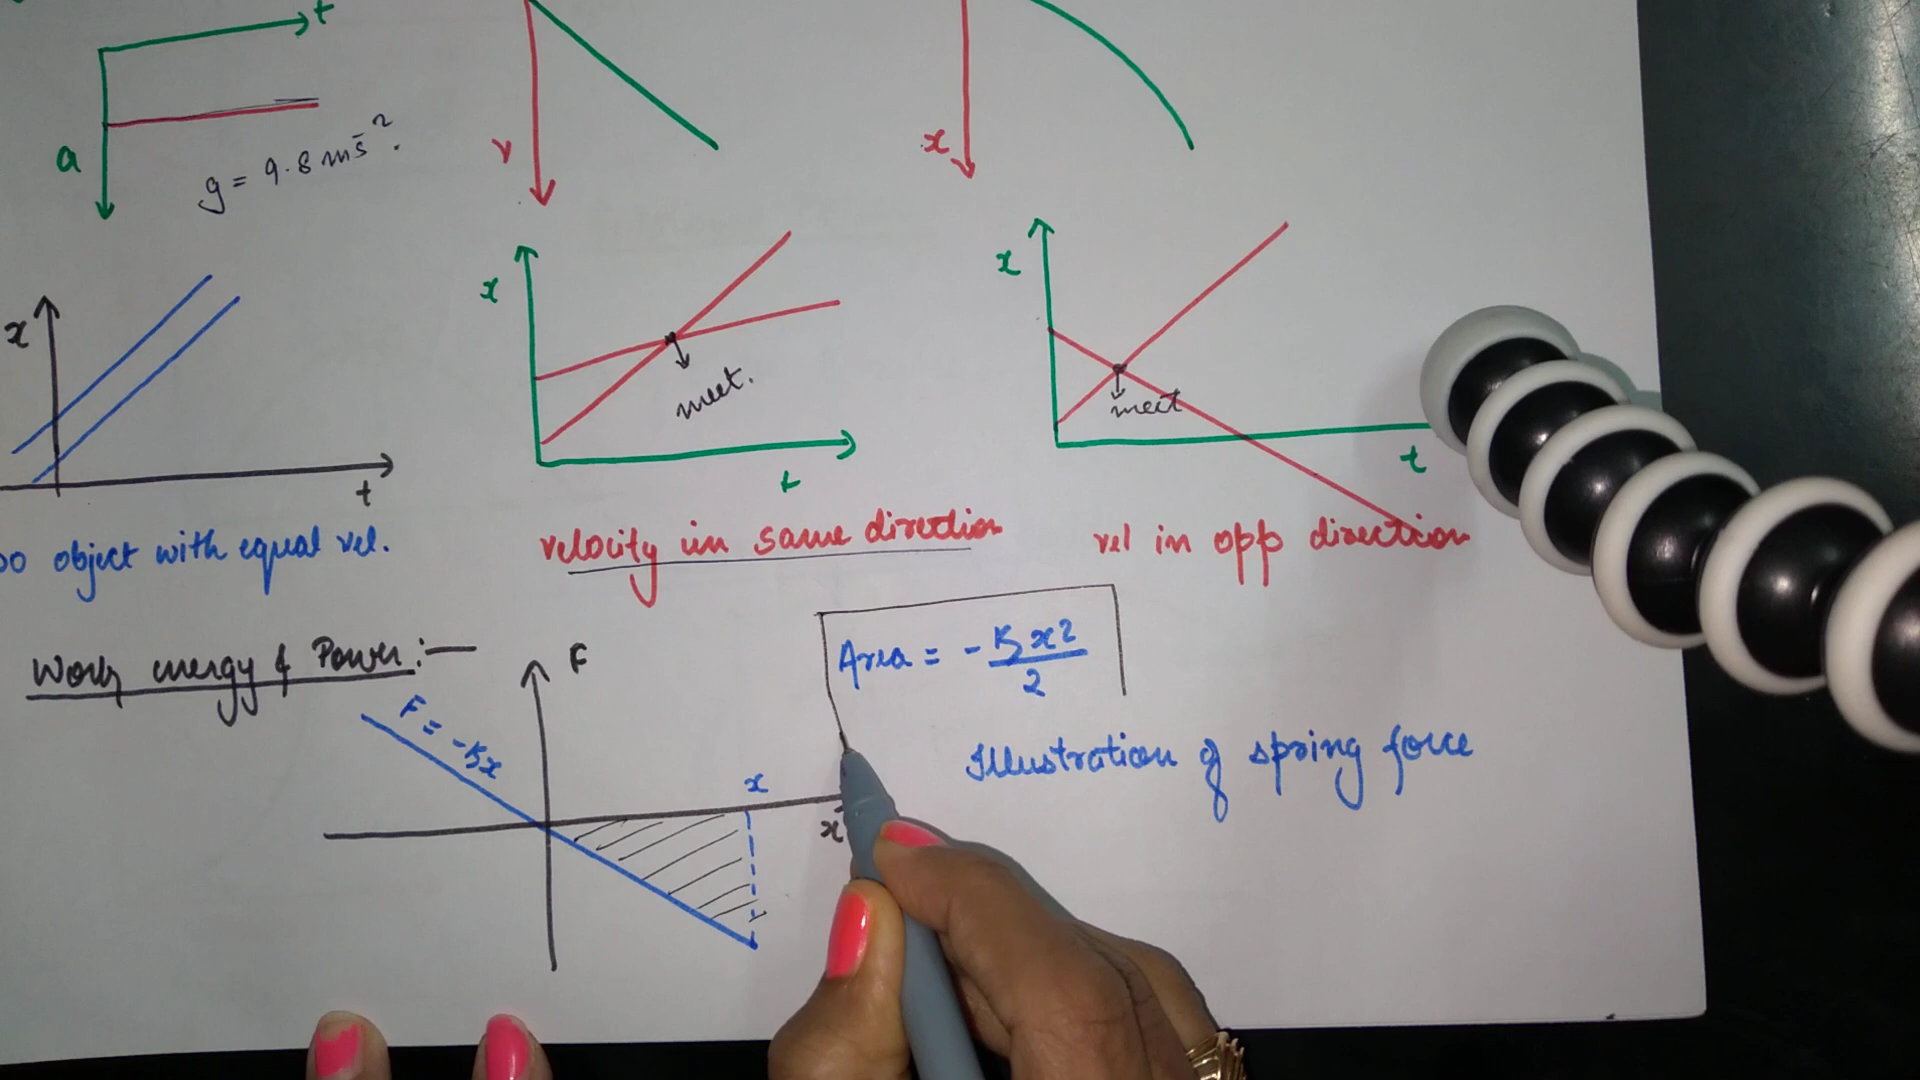 t
a
g = 9.8 ms⁻².
v
x
x
t
x
meet.
t
x
meet
t
object with equal vel.
velocity in same direction
vel in opp direction
Work energy & Power :—
F
F = -kx
Area = -kx²/2
x
x
Illustration of spring force